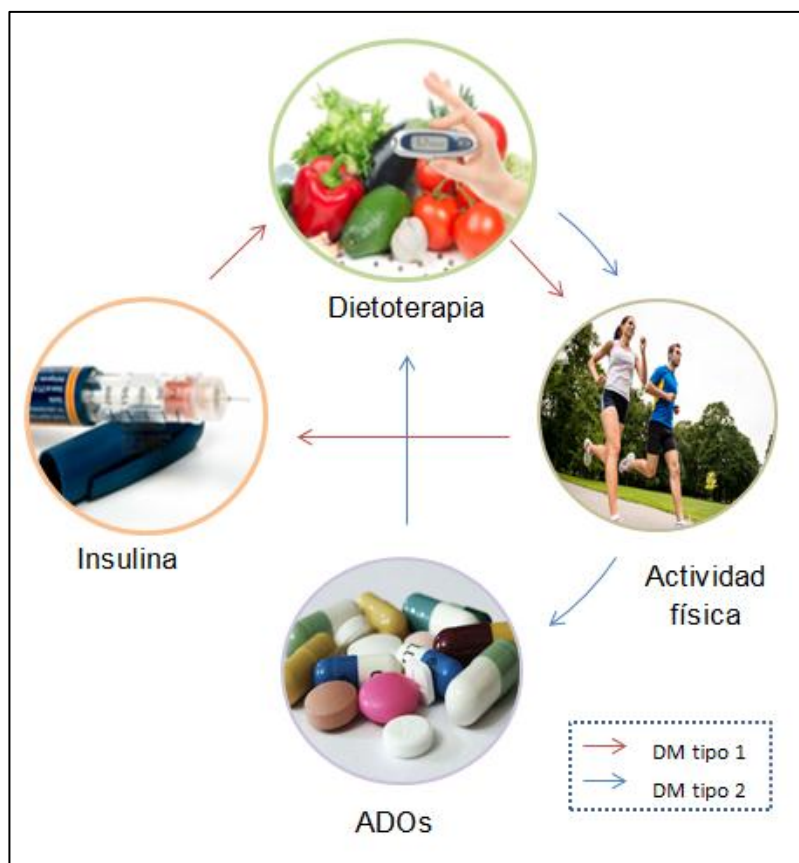 Dietoterapia
Insulina
Actividad
física
ADOs
DM tipo 1
DM tipo 2